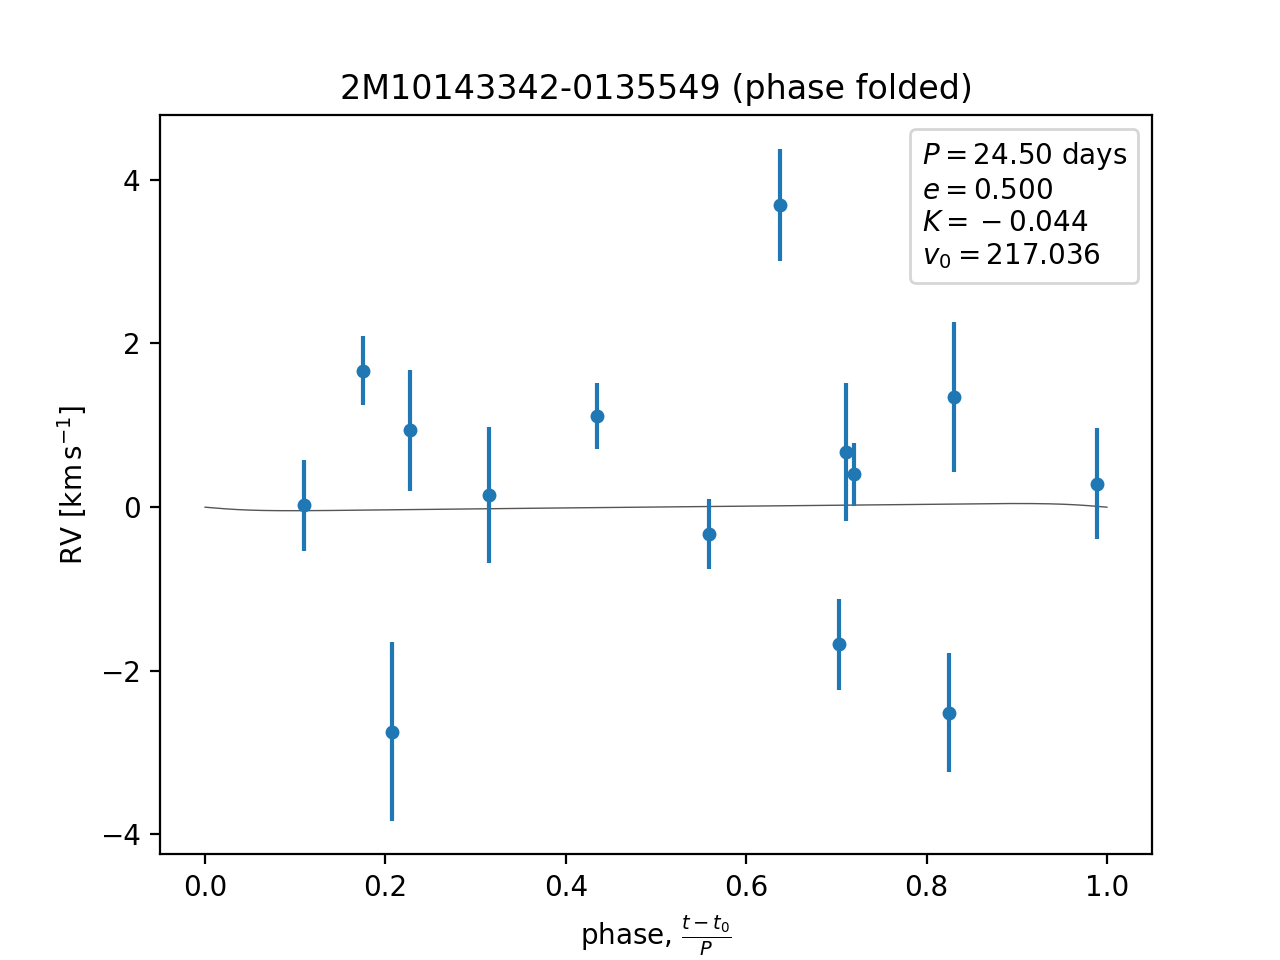 2M10143342-0135549 (phase folded)
P = 24.50 days
e = 0.500
K = −0.044
v₀ = 217.036
RV [km s⁻¹]
4
2
0
−2
−4
0.0 0.2 0.4 0.6 0.8 1.0
phase, (t − t₀)/P